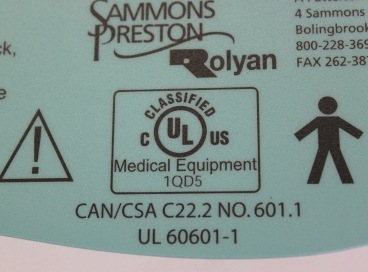 SAMMONS
PRESTON
Rolyan
4 Sammons
Bolingbrook
800-228-369
FAX 262-387
CLASSIFIED
C UL US
Medical Equipment
1QD5
CAN/CSA C22.2 NO.601.1
UL 60601-1